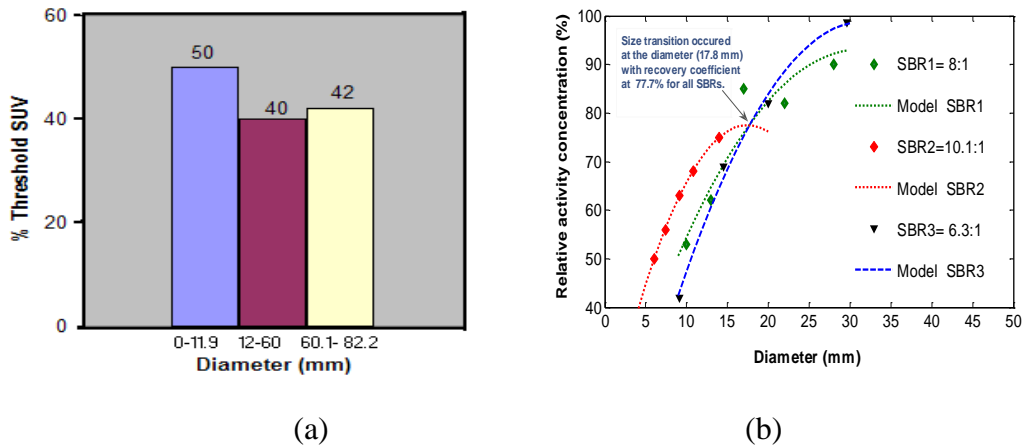 60
40
20
0
% Threshold SUV
50
40
42
0-11.9 12-60 60.1- 82.2
Diameter (mm)
(a)
100
90
80
70
60
50
40
Relative activity concentration (%)
Size transition occured
at the diameter (17.8 mm)
with recovery coefficient
at 77.7% for all SBRs.
SBR1= 8:1
Model SBR1
SBR2=10.1:1
Model SBR2
SBR3= 6.3:1
Model SBR3
0 5 10 15 20 25 30 35 40 45 50
Diameter (mm)
(b)